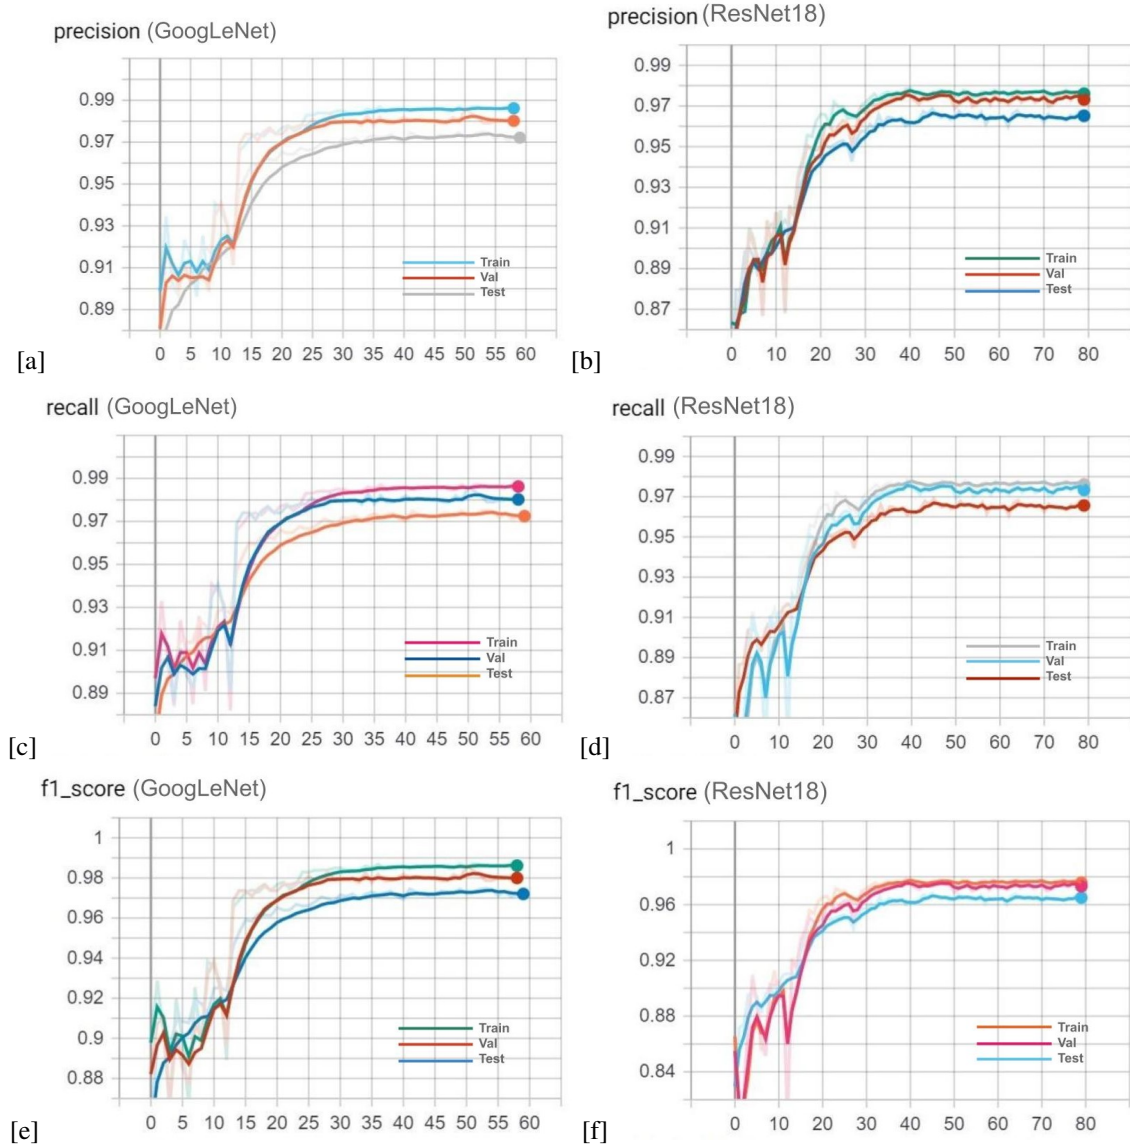 precision (GoogLeNet)
0.99
0.97
0.95
0.93
0.91
0.89
Train
Val
Test
0 5 10 15 20 25 30 35 40 45 50 55 60
[a]
precision (ResNet18)
0.99
0.97
0.95
0.93
0.91
0.89
0.87
Train
Val
Test
0 10 20 30 40 50 60 70 80
[b]
recall (GoogLeNet)
0.99
0.97
0.95
0.93
0.91
0.89
Train
Val
Test
0 5 10 15 20 25 30 35 40 45 50 55 60
[c]
recall (ResNet18)
0.99
0.97
0.95
0.93
0.91
0.89
0.87
Train
Val
Test
0 10 20 30 40 50 60 70 80
[d]
f1_score (GoogLeNet)
1
0.98
0.96
0.94
0.92
0.9
0.88
Train
Val
Test
0 5 10 15 20 25 30 35 40 45 50 55 60
[e]
f1_score (ResNet18)
1
0.96
0.92
0.88
0.84
Train
Val
Test
0 10 20 30 40 50 60 70 80
[f]